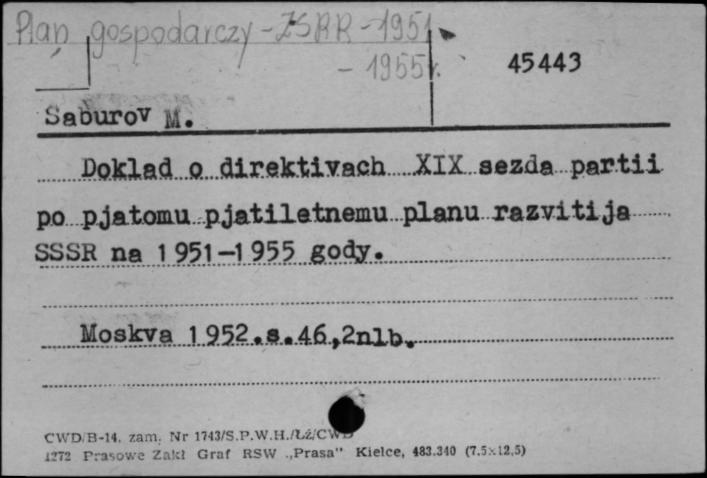 Plan gospodarczy - ZSRR - 1951
- 1955 r.
45443
Saburov M.
Doklad o direktivach XIX sezda partii
po pjatomu pjatiletnemu planu razvitija
SSSR na 1951-1955 gody.
Moskva 1952.s.46,2nlb.
CWD/B-14. zam. Nr 1743/S.P.W.H./Łź/CWD
1272 Prasowe Zakł Graf RSW „Prasa" Kielce, 483.340 (7.5x12,5)